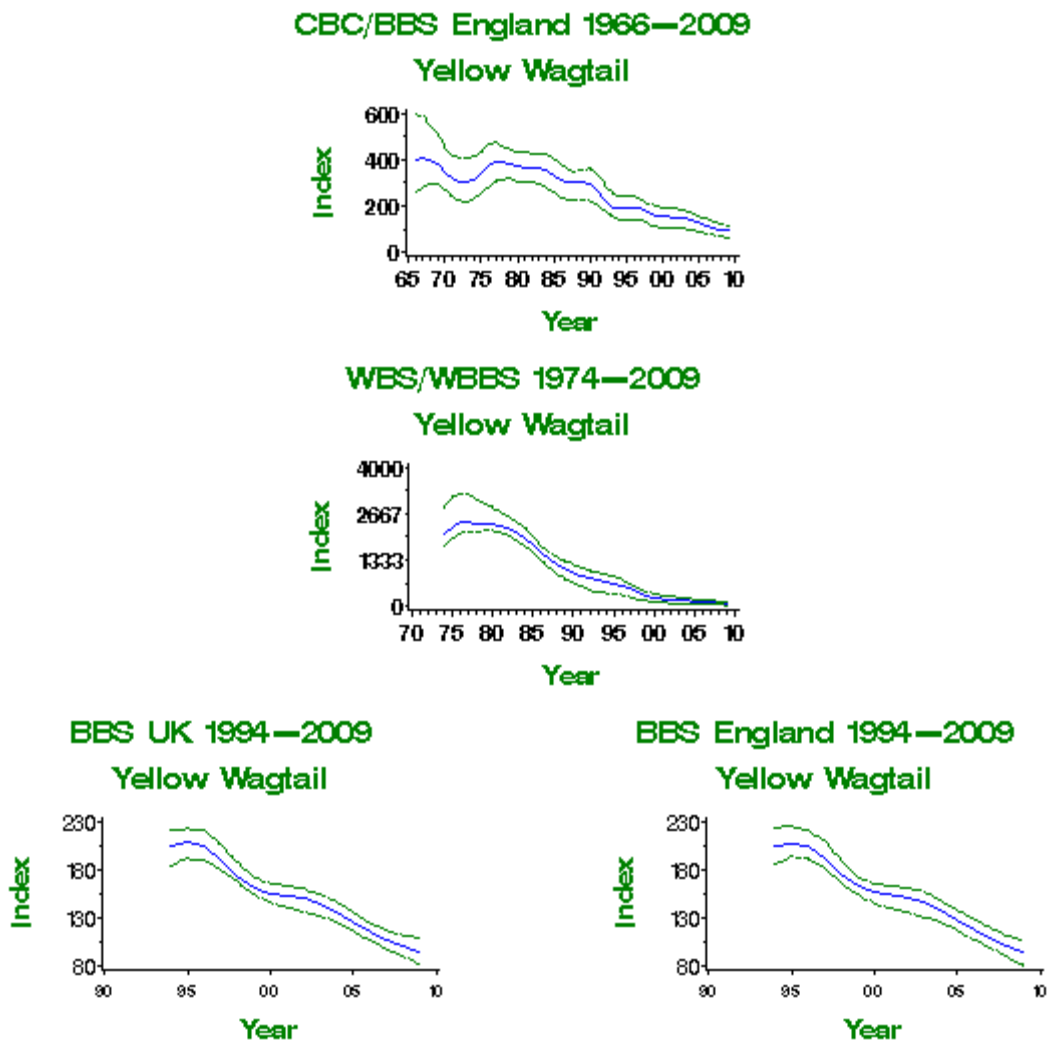 CBC/BBS England 1966—2009
Yellow Wagtail
600
400
200
0
Index
65 70 75 80 85 90 95 00 05 10
Year
WBS/WBBS 1974—2009
Yellow Wagtail
4000
2667
1333
0
Index
70 75 80 85 90 95 00 05 10
Year
BBS UK 1994—2009
Yellow Wagtail
230
180
130
80
Index
90 95 00 05 10
Year
BBS England 1994—2009
Yellow Wagtail
230
180
130
80
Index
90 95 00 05 10
Year